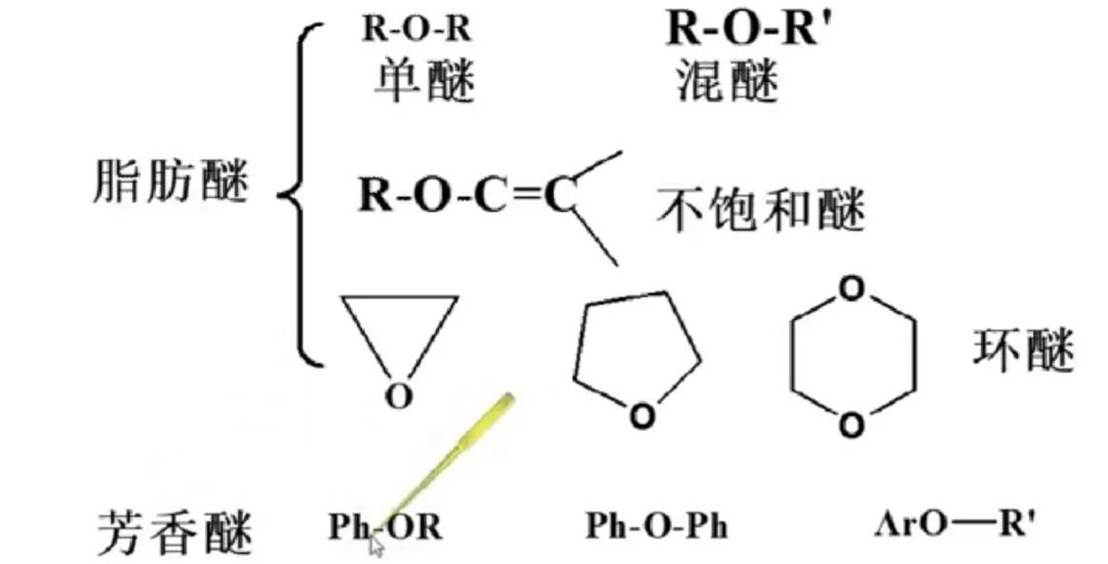 R-O-R R-O-R'
单醚 混醚
脂肪醚
R-O-C=C
不饱和醚
O O O O
环醚
芳香醚 Ph-OR Ph-O-Ph ArO—R'